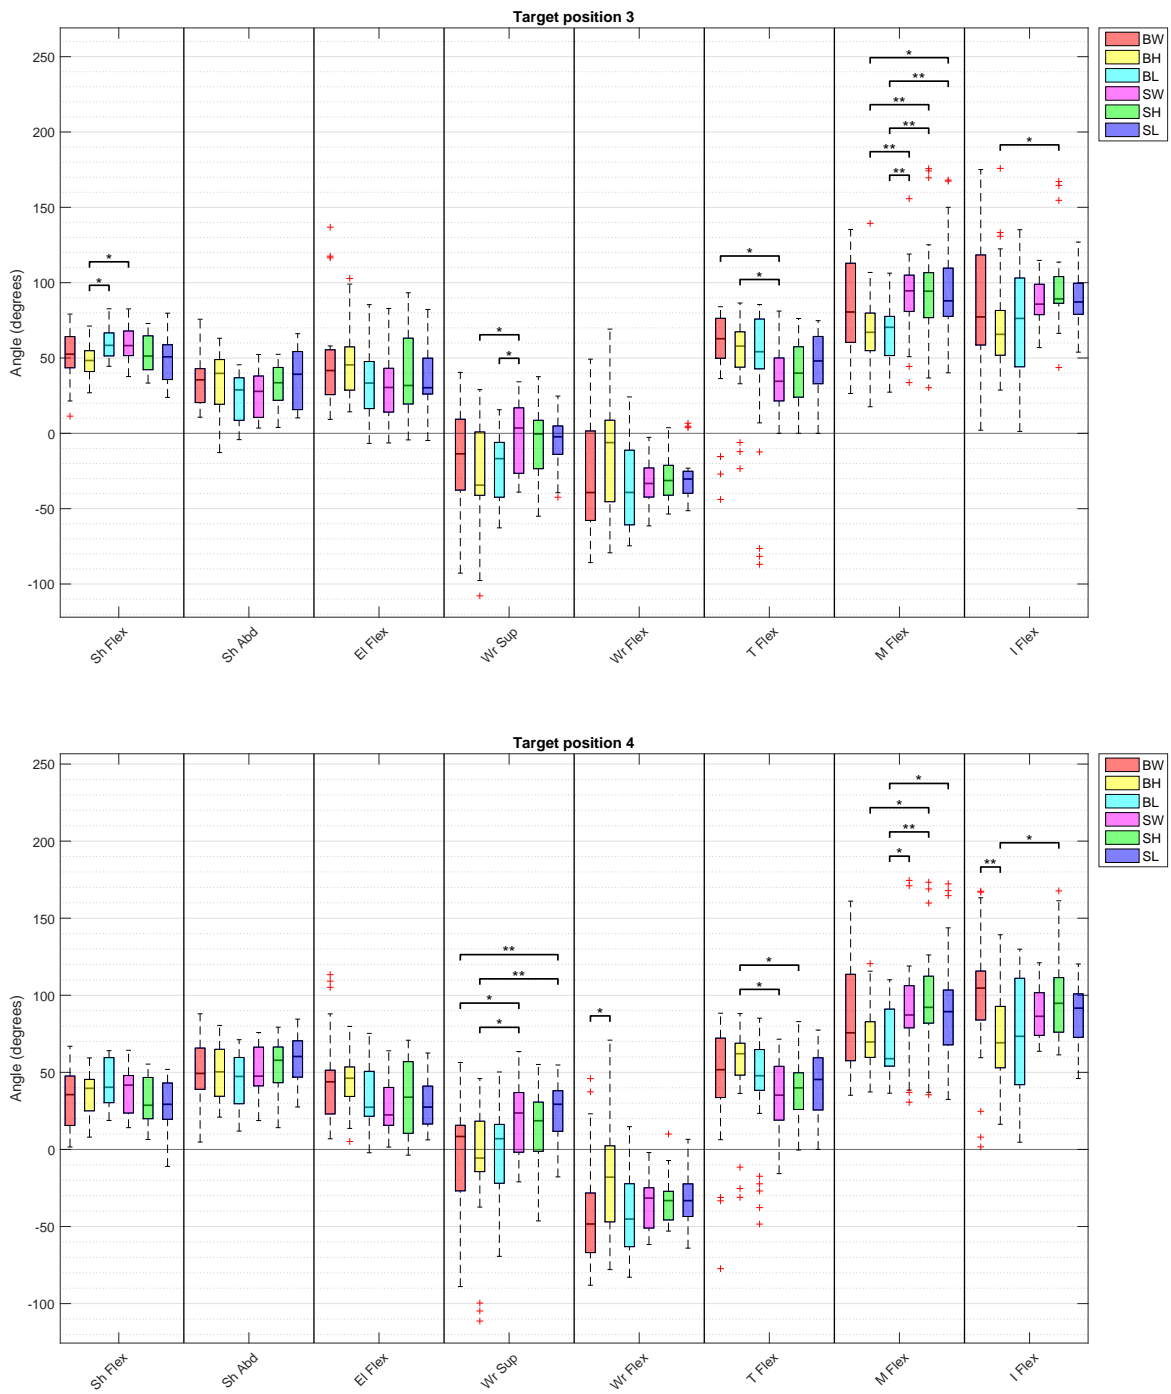 Target position 3
Angle (degrees)
250
200
150
100
50
0
-50
-100
* *
* *
* *
* ** ** ** ** **
*
Sh Flex Sh Abd El Flex Wr Sup Wr Flex T Flex M Flex I Flex
BW
BH
BL
SW
SH
SL
Target position 4
Angle (degrees)
250
200
150
100
50
0
-50
-100
** ** * *
*
* *
* * ** *
* **
Sh Flex Sh Abd El Flex Wr Sup Wr Flex T Flex M Flex I Flex
BW
BH
BL
SW
SH
SL